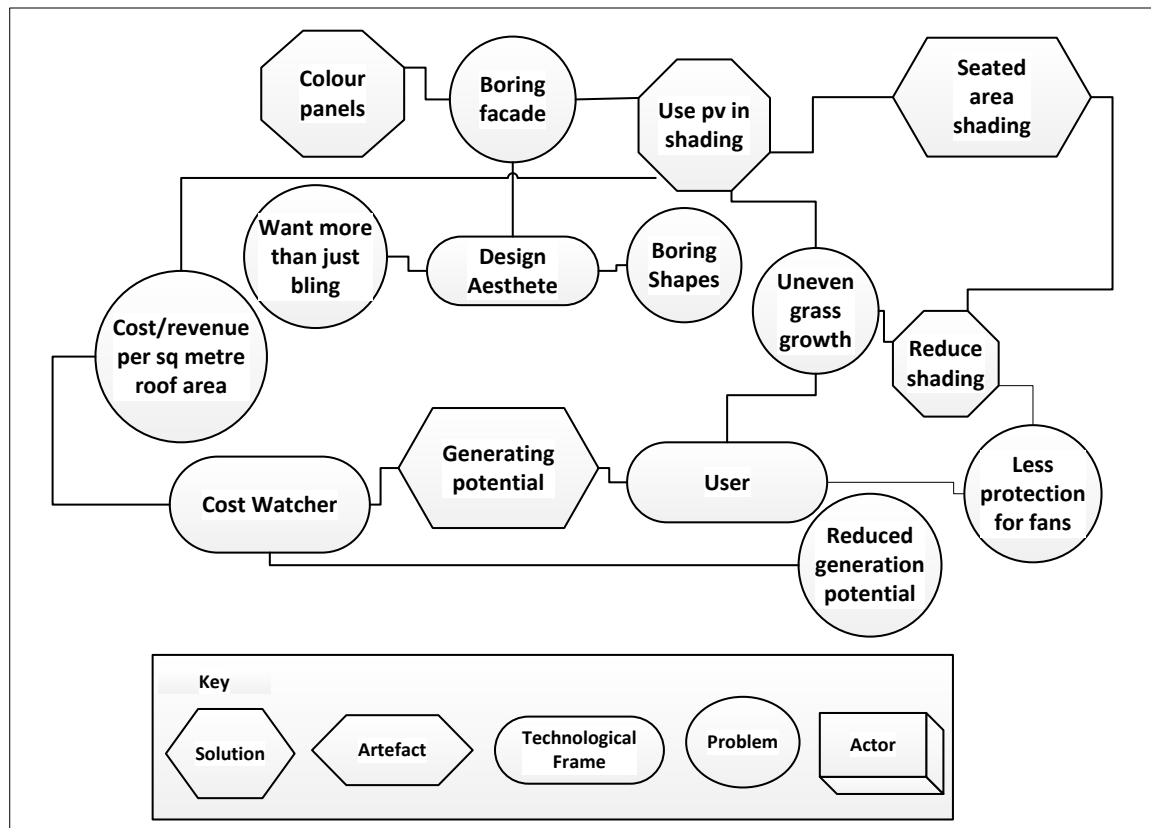 Colour
panels
Boring
facade
Use pv in
shading
Seated
area
shading
Want more
than just
bling
Design
Aesthete
Boring
Shapes
Uneven
grass
growth
Cost/revenue
per sq metre
roof area
Reduce
shading
Generating
potential
Cost Watcher
User
Less
protection
for fans
Reduced
generation
potential
Key
Solution
Artefact
Technological
Frame
Problem
Actor